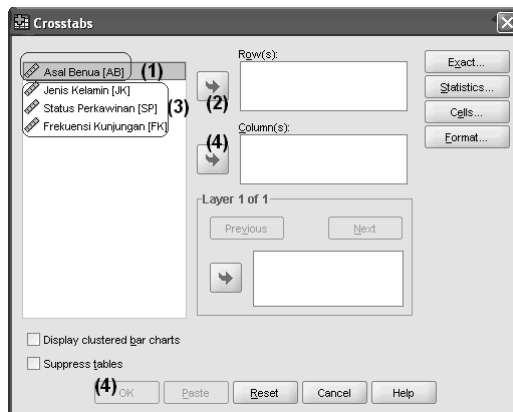 Crosstabs
Asal Benua [AB] (1)
Jenis Kelamin [JK]
Status Perkawinan [SP] (3)
Frekuensi Kunjungan [FK]
Row(s):
(2)
Column(s):
(4)
Layer 1 of 1
Previous Next
Exact...
Statistics...
Cells...
Format...
Display clustered bar charts
Suppress tables
(4) OK Paste Reset Cancel Help